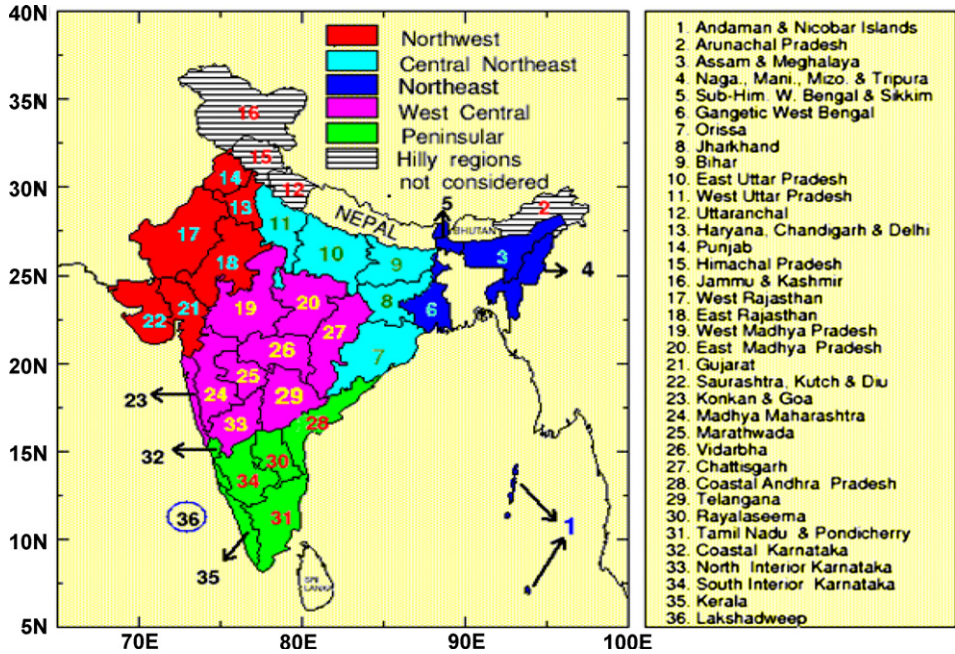 40N
35N
30N
25N
20N
15N
10N
5N
70E
80E
90E
100E
Northwest
Central Northeast
Northeast
West Central
Peninsular
Hilly regions
not considered
16
15
14
12
13
5
2
NEPAL
BHUTAN
11
17
10
3
4
18
9
1
8
6
22
21
19
20
27
7
26
25
23
24
29
33
28
32
30
34
36
31
1
35
SRI
LANKA
1. Andaman & Nicobar Islands
2. Arunachal Pradesh
3. Assam & Meghalaya
4. Naga., Mani., Mizo. & Tripura
5. Sub-Him. W. Bengal & Sikkim
6. Gangetic West Bengal
7. Orissa
8. Jharkhand
9. Bihar
10. East Uttar Pradesh
11. West Uttar Pradesh
12. Uttaranchal
13. Haryana, Chandigarh & Delhi
14. Punjab
15. Himachal Pradesh
16. Jammu & Kashmir
17. West Rajasthan
18. East Rajasthan
19. West Madhya Pradesh
20. East Madhya Pradesh
21. Gujarat
22. Saurashtra, Kutch & Diu
23. Konkan & Goa
24. Madhya Maharashtra
25. Marathwada
26. Vidarbha
27. Chattisgarh
28. Coastal Andhra Pradesh
29. Telangana
30. Rayalaseema
31. Tamil Nadu & Pondicherry
32. Coastal Karnataka
33. North Interior Karnataka
34. South Interior Karnataka
35. Kerala
36. Lakshadweep